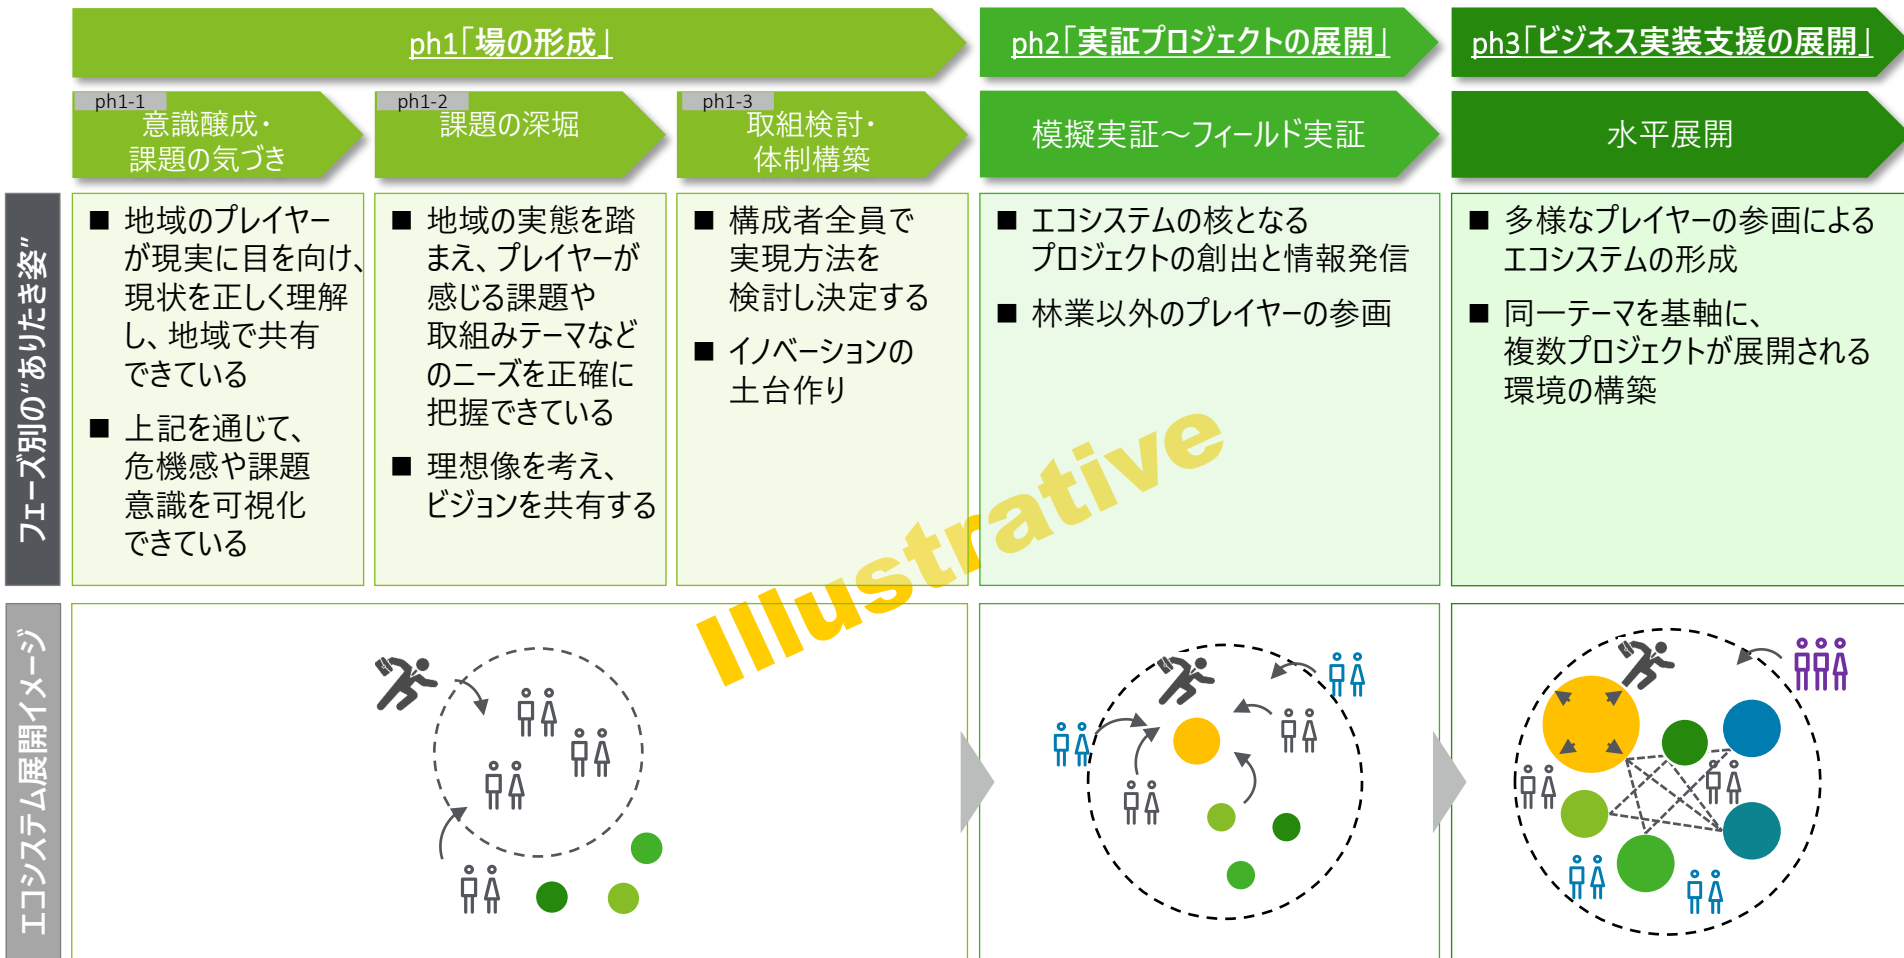 ph1「場の形成」
ph2「実証プロジェクトの展開」
ph3「ビジネス実装支援の展開」
ph1-1
意識醸成・
課題の気づき
ph1-2
課題の深堀
ph1-3
取組検討・
体制構築
模擬実証～フィールド実証
水平展開
フェーズ別の“ありたき姿”
■ 地域のプレイヤー
が現実に目を向け、
現状を正しく理解
し、地域で共有
できている
■ 上記を通じて、
危機感や課題
意識を可視化
できている
■ 地域の実態を踏
まえ、プレイヤーが
感じる課題や
取組みテーマなど
のニーズを正確に
把握できている
■ 理想像を考え、
ビジョンを共有する
■ 構成者全員で
実現方法を
検討し決定する
■ イノベーションの
土台作り
■ エコシステムの核となる
プロジェクトの創出と情報発信
■ 林業以外のプレイヤーの参画
■ 多様なプレイヤーの参画による
エコシステムの形成
■ 同一テーマを基軸に、
複数プロジェクトが展開される
環境の構築
Illustrative
エコシステム展開イメージ